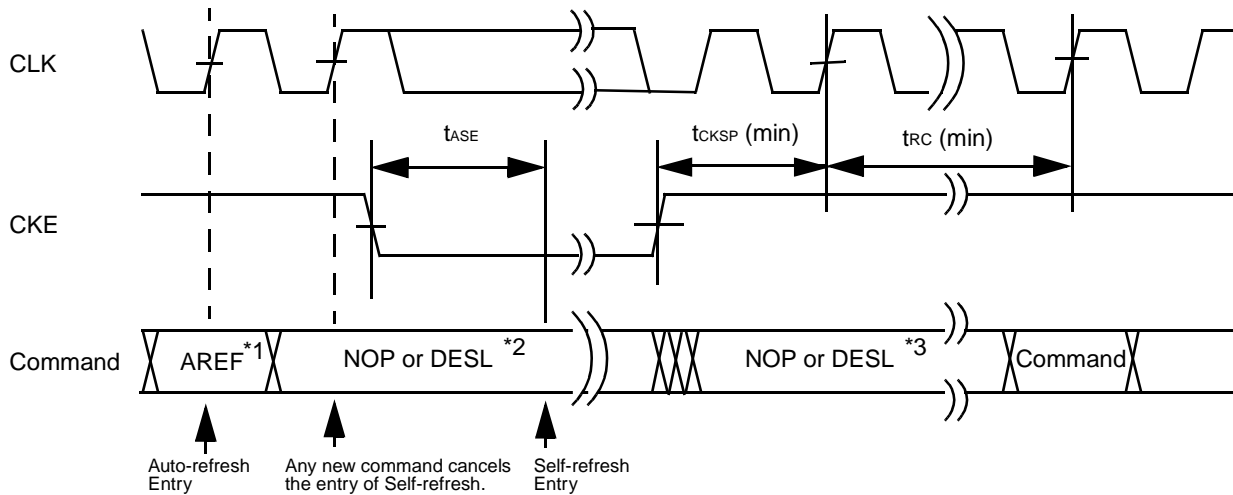 CLK
tASE
tCKSP (min)
tRC (min)
CKE
Command
AREF*1
NOP or DESL *2
NOP or DESL *3
Command
Auto-refresh
Entry
Any new command cancels
the entry of Self-refresh.
Self-refresh
Entry